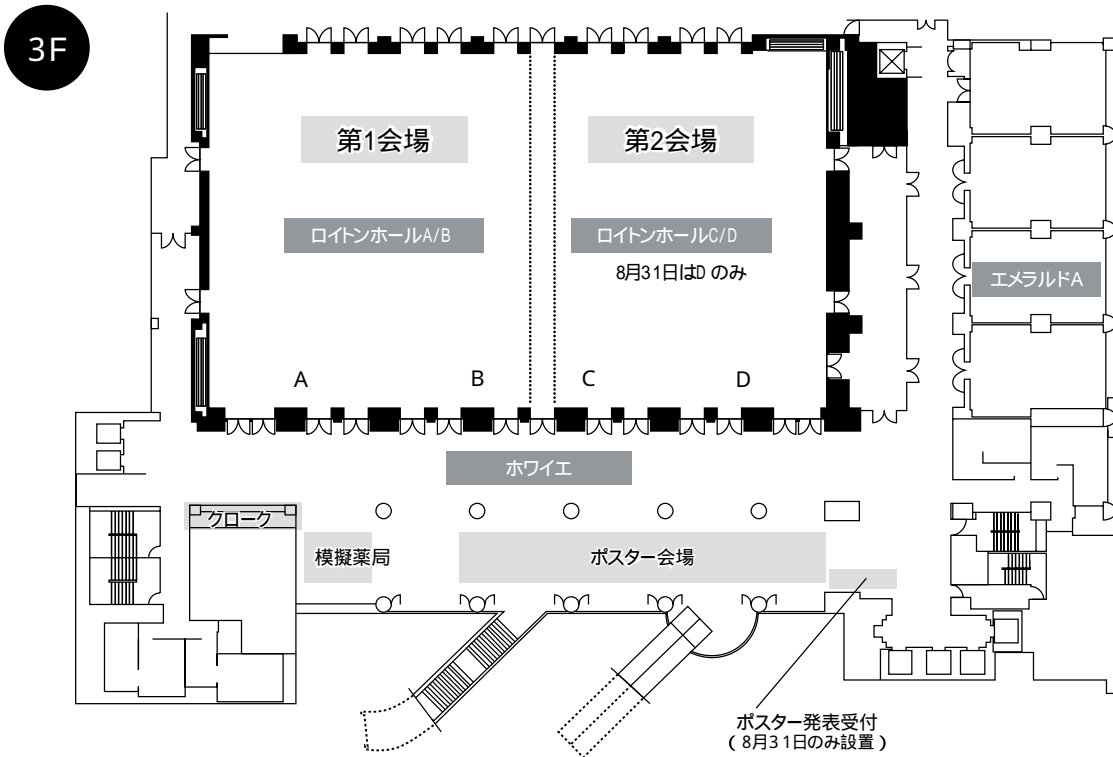 3F
第1会場
第2会場
ロイトンホールA/B
ロイトンホールC/D
8月31日はD のみ
エメラルドA
A
B
C
D
ホワイエ
クローク
模擬薬局
ポスター会場
ポスター発表受付
( 8月31日のみ設置 )